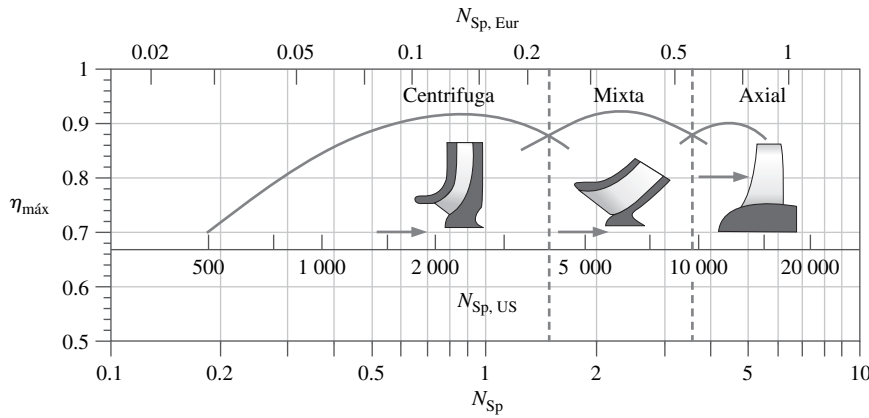 N_Sp, Eur
0.02 0.05 0.1 0.2 0.5 1
1
Centrifuga Mixta Axial
0.9
0.8
η_máx
0.7
500 1 000 2 000 5 000 10 000 20 000
0.6
N_Sp, US
0.5
0.1 0.2 0.5 1 2 5 10
N_Sp